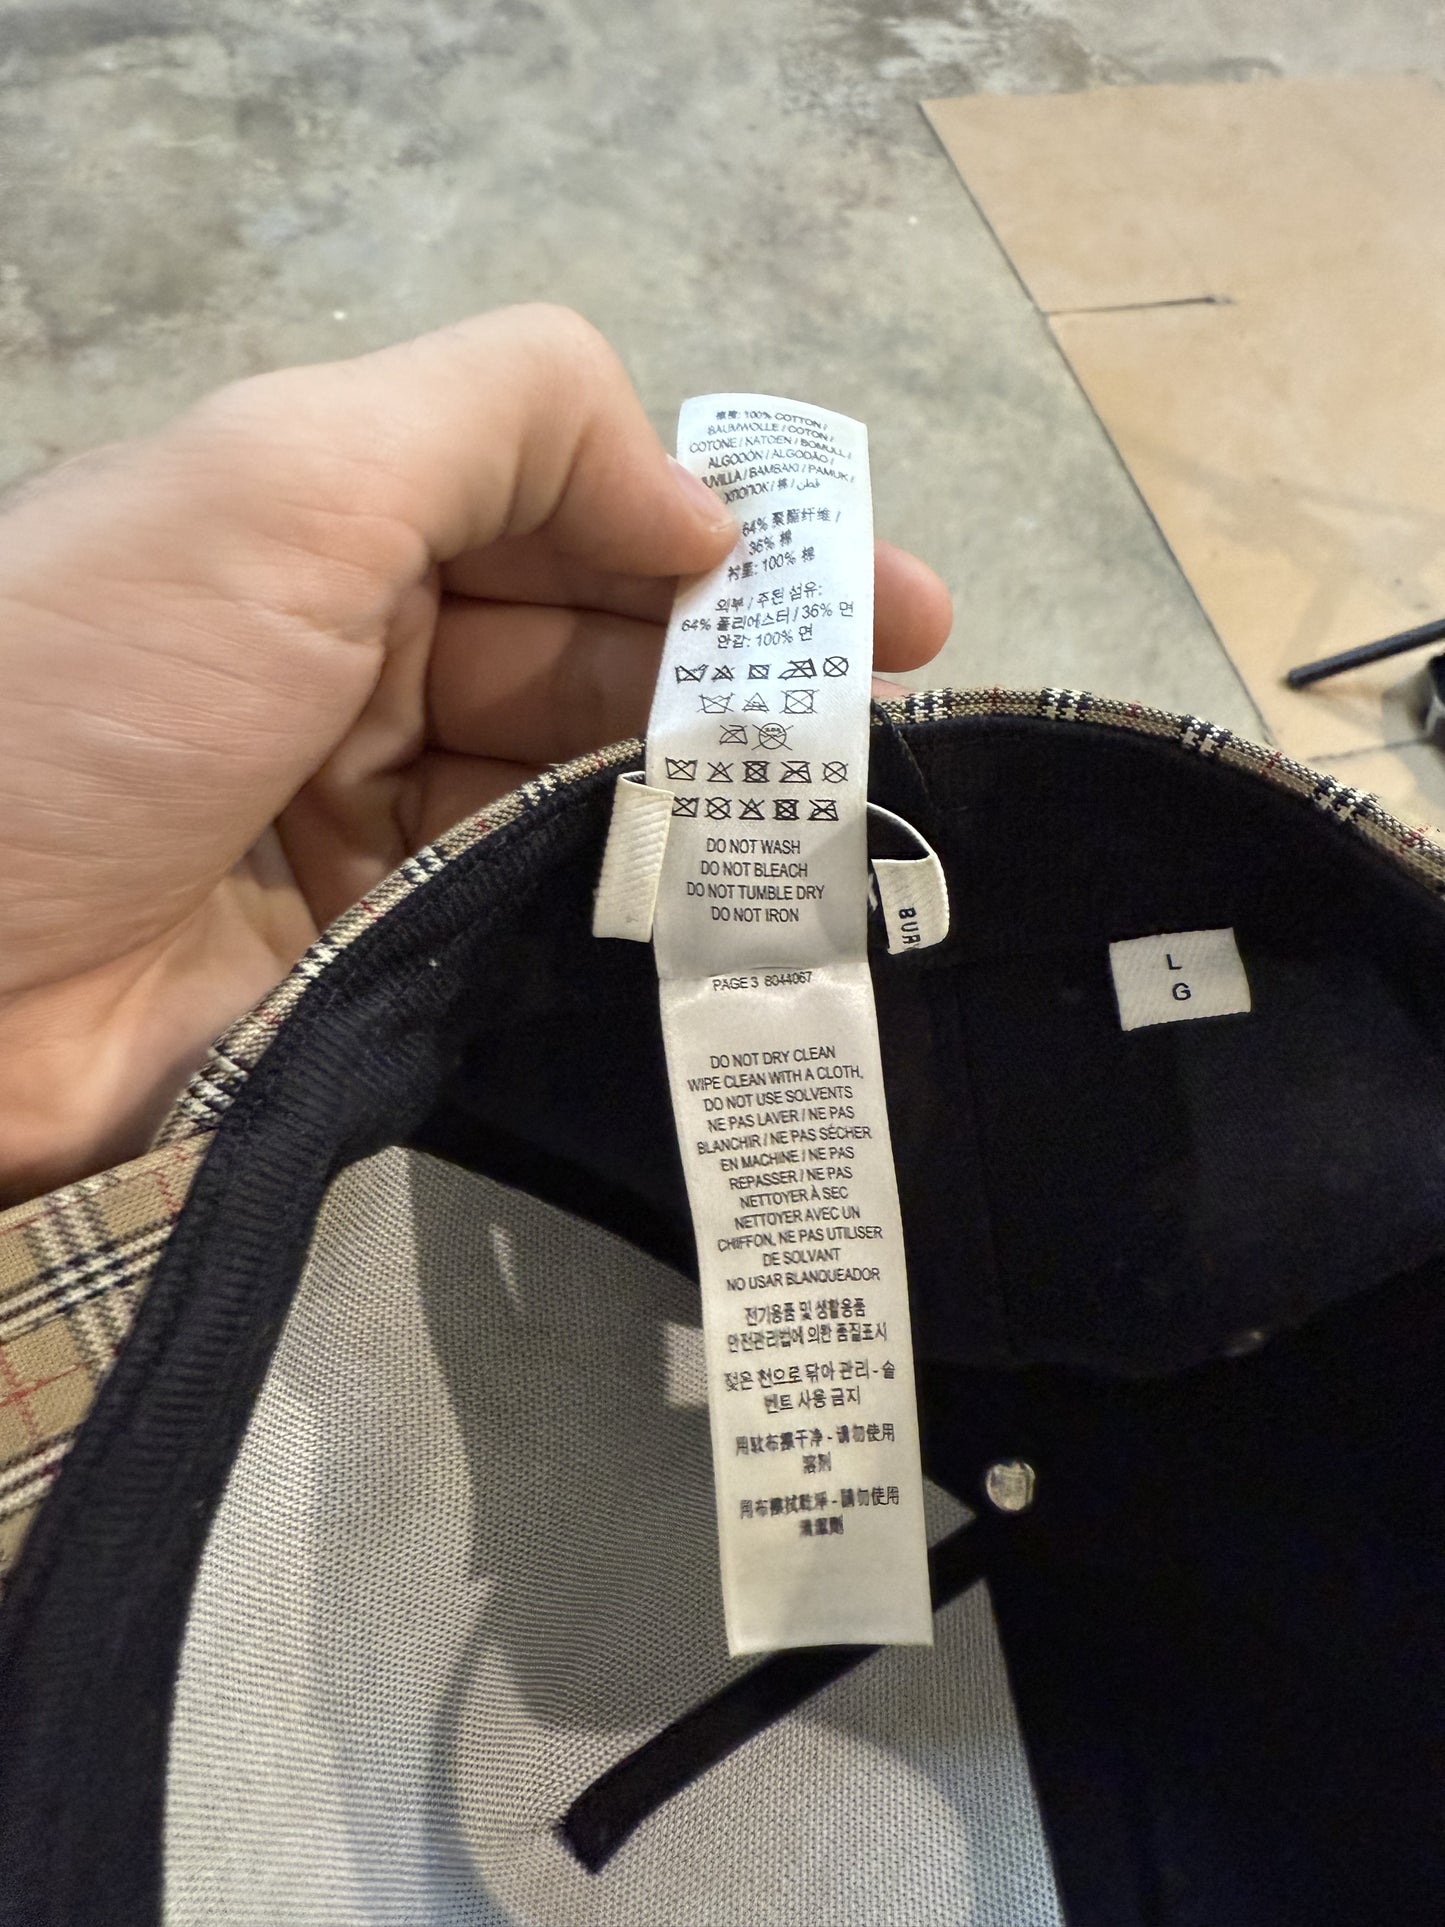 100% COTTON /
BAUMWOLLE / COTON /
COTONE / KATOEN / BOMULL /
ALGODÓN / ALGODÃO /
/ BAMBAKI / PAMUK /
ХЛОПОК / 棉 / قطن
64% 聚酯纤维 /
36% 棉
衬里: 100% 棉
외부 / 주된 섬유:
64% 폴리에스터 / 36% 면
안감: 100% 면
DO NOT WASH
DO NOT BLEACH
DO NOT TUMBLE DRY
DO NOT IRON
PAGE 3 8044067
DO NOT DRY CLEAN
WIPE CLEAN WITH A CLOTH,
DO NOT USE SOLVENTS
NE PAS LAVER / NE PAS
BLANCHIR / NE PAS SÉCHER
EN MACHINE / NE PAS
REPASSER / NE PAS
NETTOYER À SEC
NETTOYER AVEC UN
CHIFFON, NE PAS UTILISER
DE SOLVANT
NO USAR BLANQUEADOR
전기용품 및 생활용품
안전관리법에 의한 품질표시
젖은 천으로 닦아 관리 - 솔
벤트 사용 금지
用软布擦干净 - 请勿使用
溶剂
用布擦拭乾淨 - 請勿使用
清潔劑
BUR
L
G